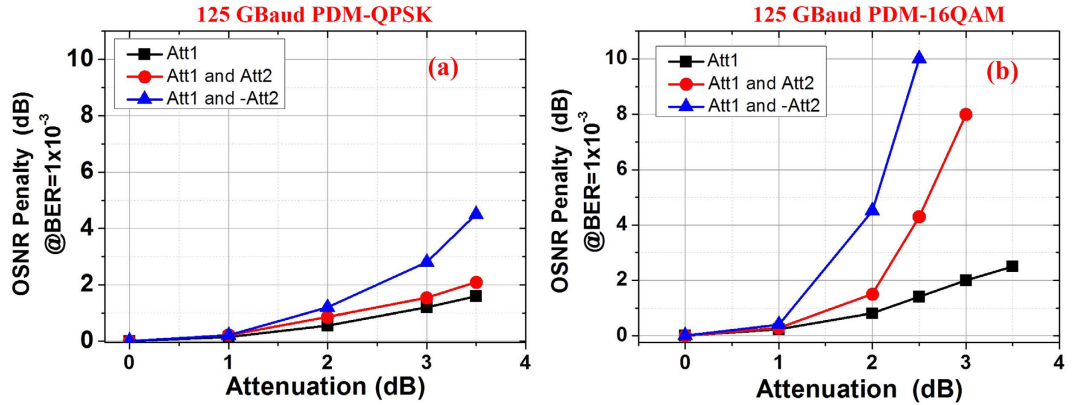 125 GBaud PDM-QPSK
10
8
6
4
2
0
0 1 2 3 4
OSNR Penalty (dB)
@BER=1x10⁻³
Attenuation (dB)
Att1
Att1 and Att2
Att1 and -Att2
(a)
125 GBaud PDM-16QAM
10
8
6
4
2
0
0 1 2 3 4
OSNR Penalty (dB)
@BER=1x10⁻³
Attenuation (dB)
Att1
Att1 and Att2
Att1 and -Att2
(b)